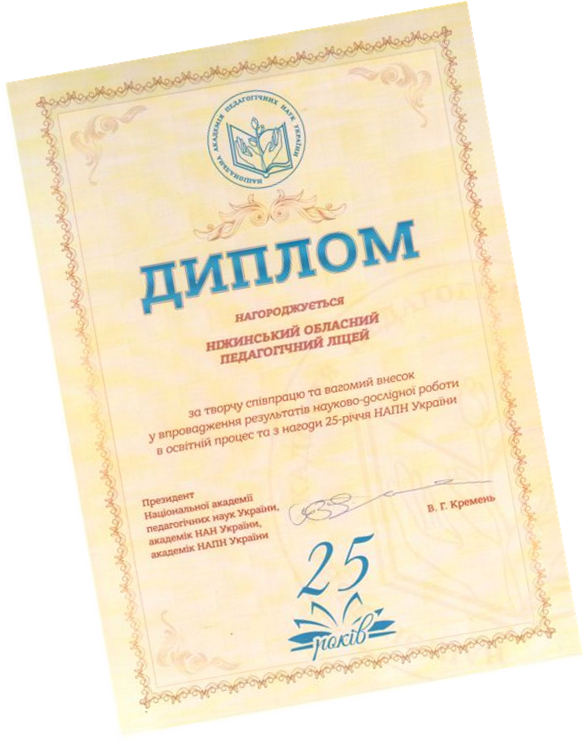 НАЦІОНАЛЬНА АКАДЕМІЯ ПЕДАГОГІЧНИХ НАУК УКРАЇНИ
ДИПЛОМ
НАГОРОДЖУЄТЬСЯ
НІЖИНСЬКИЙ ОБЛАСНИЙ
ПЕДАГОГІЧНИЙ ЛІЦЕЙ
за творчу співпрацю та вагомий внесок
у впровадження результатів науково-дослідної роботи
в освітній процес та з нагоди 25-річчя НАПН України
Президент
Національної академії
педагогічних наук України,
академік НАН України,
академік НАПН України
В. Г. Кремень
25
років